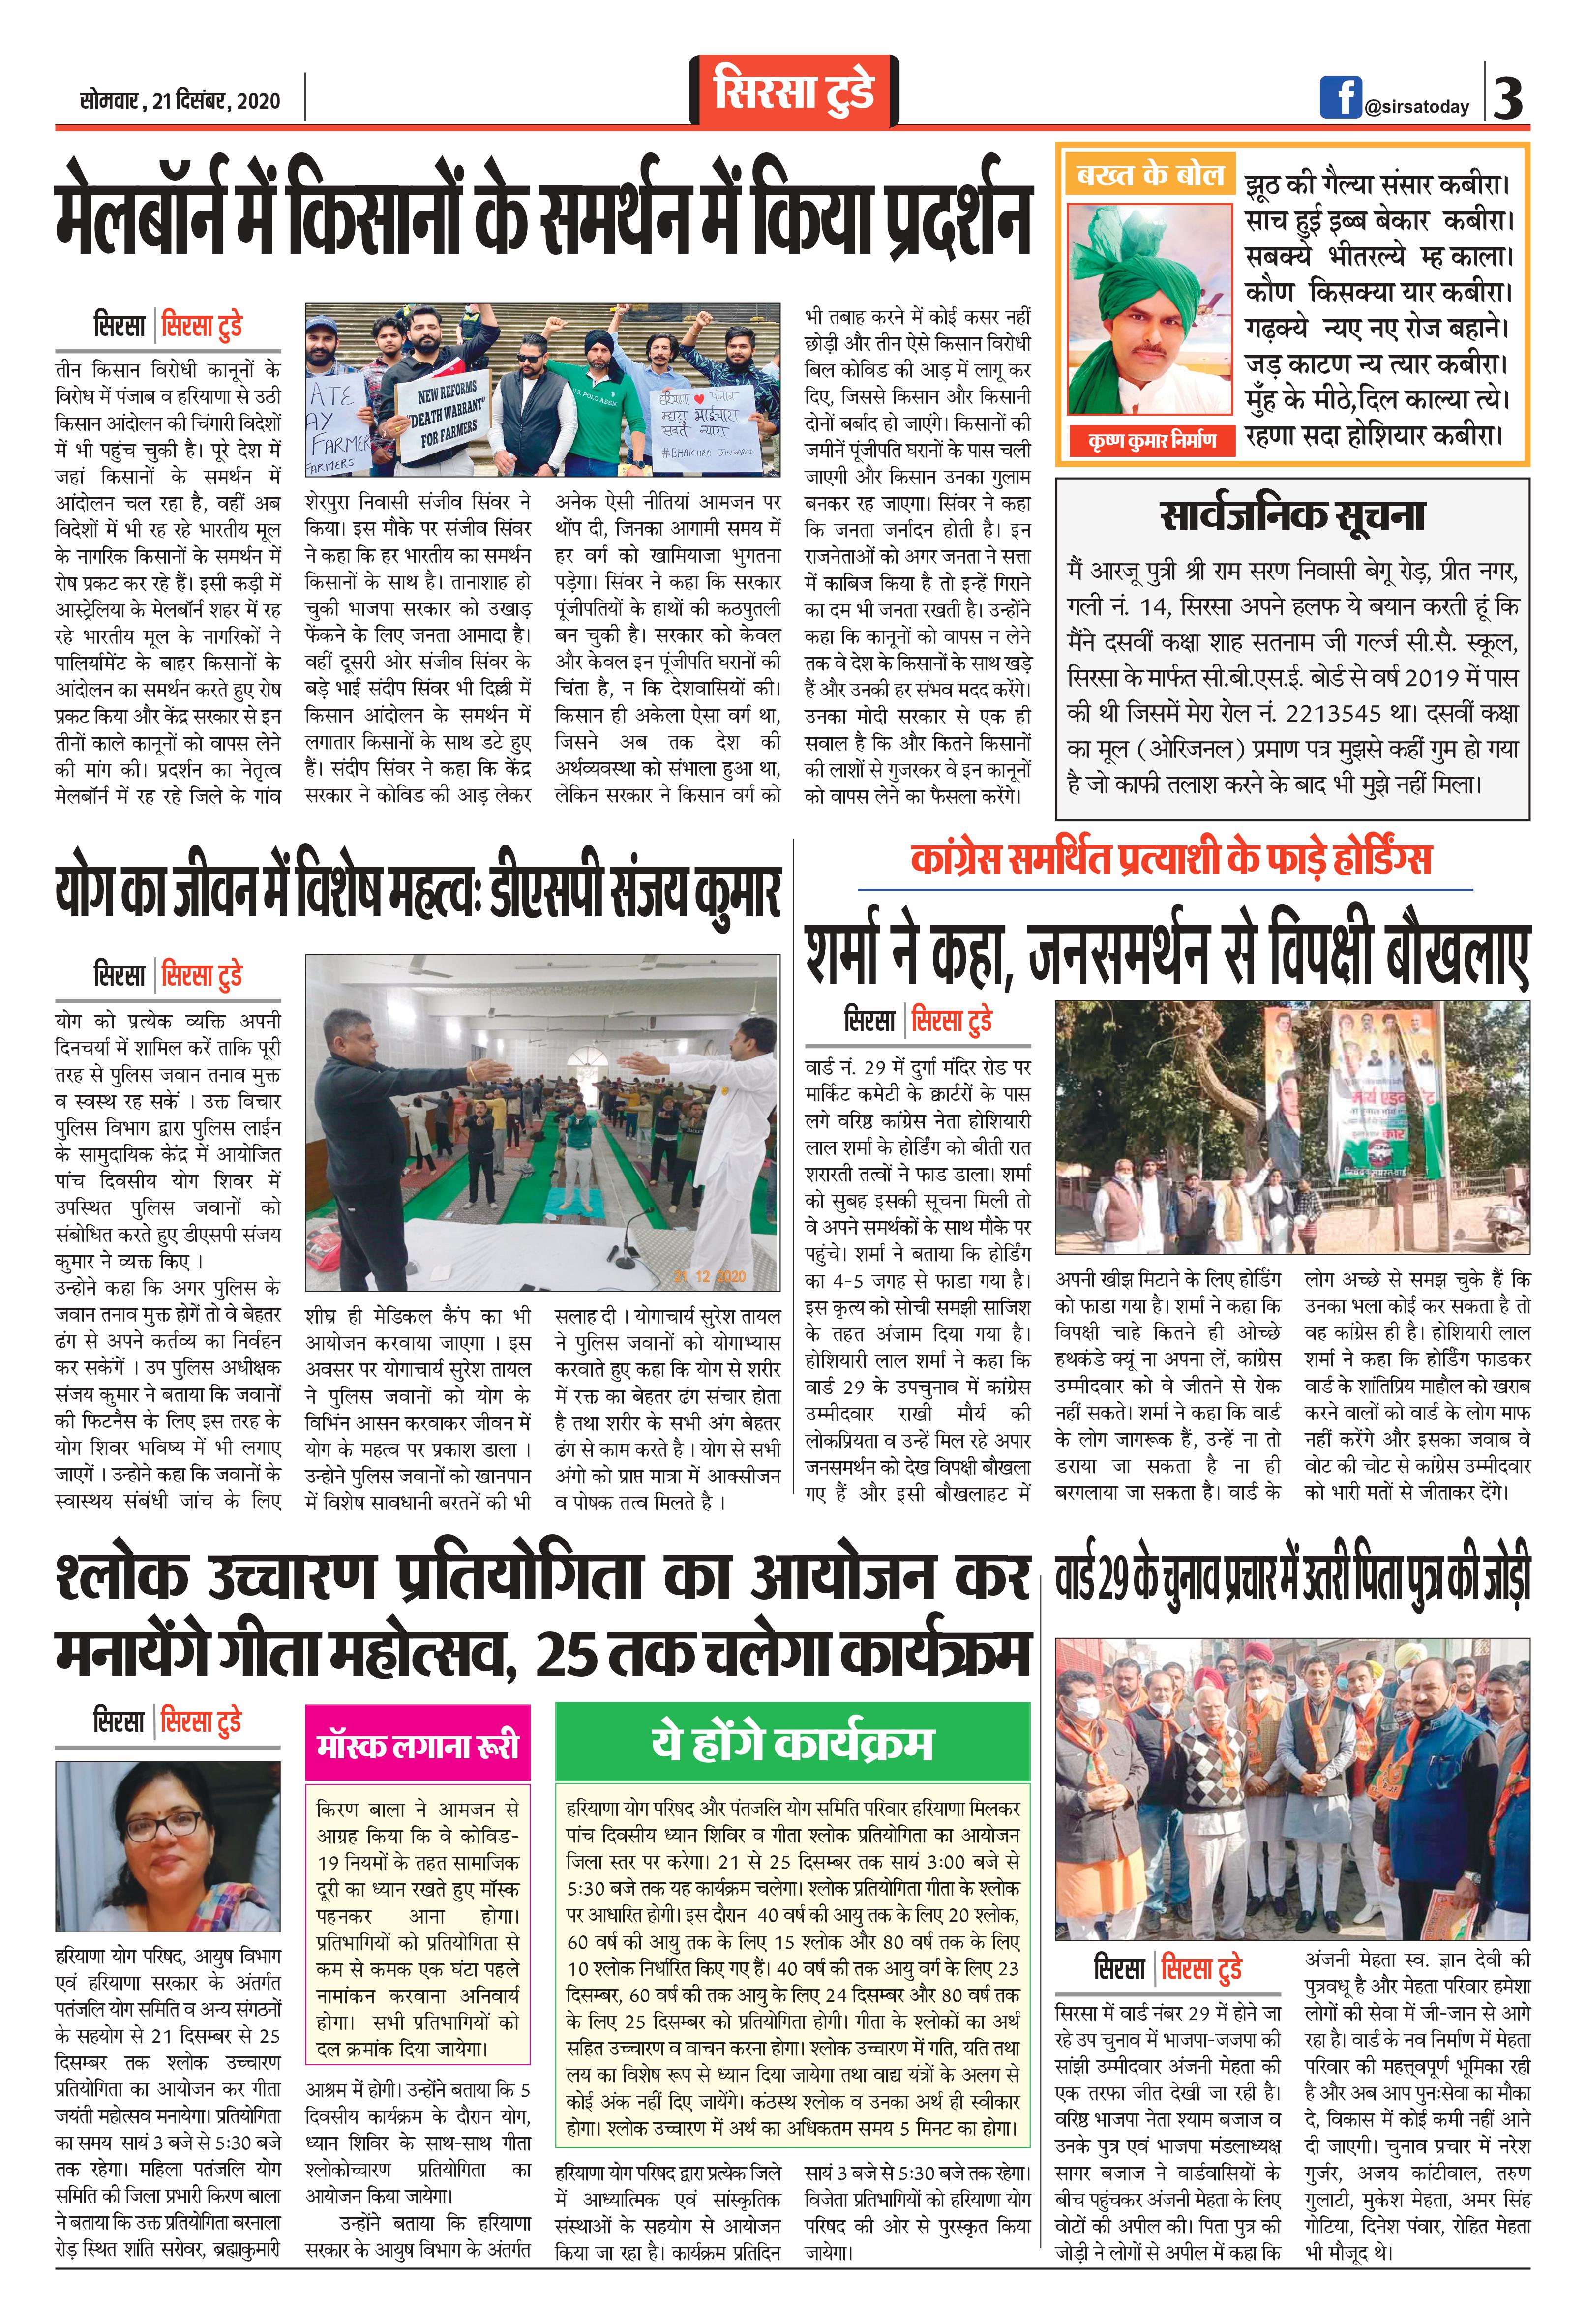 सोमवार, 21 दिसंबर, 2020
सिरसा टुडे
f @sirsatoday
3
मेलबॉर्न में किसानों के समर्थन में किया प्रदर्शन
सिरसा | सिरसा टुडे
तीन किसान विरोधी कानूनों के
विरोध में पंजाब व हरियाणा से उठी
किसान आंदोलन की चिंगारी विदेशों
में भी पहुंच चुकी है। पूरे देश में
जहां किसानों के समर्थन में
आंदोलन चल रहा है, वहीं अब
विदेशों में भी रह रहे भारतीय मूल
के नागरिक किसानों के समर्थन में
रोष प्रकट कर रहे हैं। इसी कड़ी में
आस्ट्रेलिया के मेलबॉर्न शहर में रह
रहे भारतीय मूल के नागरिकों ने
पालिर्यामेंट के बाहर किसानों के
आंदोलन का समर्थन करते हुए रोष
प्रकट किया और केंद्र सरकार से इन
तीनों काले कानूनों को वापस लेने
की मांग की। प्रदर्शन का नेतृत्व
मेलबॉर्न में रह रहे जिले के गांव
ATE
AY
FARMER
FARMERS
NEW REFORMS
"DEATH WARRANT"
FOR FARMERS
U.S. POLO ASSN.
हरियाणा ❤ पंजाब
म्हारा भाईचारा
सबतै न्यारा
शेरपुरा निवासी संजीव सिंवर ने
किया। इस मौके पर संजीव सिंवर
ने कहा कि हर भारतीय का समर्थन
किसानों के साथ है। तानाशाह हो
चुकी भाजपा सरकार को उखाड़
फेंकने के लिए जनता आमादा है।
वहीं दूसरी ओर संजीव सिंवर के
बड़े भाई संदीप सिंवर भी दिल्ली में
किसान आंदोलन के समर्थन में
लगातार किसानों के साथ डटे हुए
हैं। संदीप सिंवर ने कहा कि केंद्र
सरकार ने कोविड की आड़ लेकर
अनेक ऐसी नीतियां आमजन पर
थोंप दी, जिनका आगामी समय में
हर वर्ग को खामियाजा भुगतना
पड़ेगा। सिंवर ने कहा कि सरकार
पूंजीपतियों के हाथों की कठपुतली
बन चुकी है। सरकार को केवल
और केवल इन पूंजीपति घरानों की
चिंता है, न कि देशवासियों की।
किसान ही अकेला ऐसा वर्ग था,
जिसने अब तक देश की
अर्थव्यवस्था को संभाला हुआ था,
लेकिन सरकार ने किसान वर्ग को
भी तबाह करने में कोई कसर नहीं
छोड़ी और तीन ऐसे किसान विरोधी
बिल कोविड की आड़ में लागू कर
दिए, जिससे किसान और किसानी
दोनों बर्बाद हो जाएंगे। किसानों की
जमीनें पूंजीपति घरानों के पास चली
जाएगी और किसान उनका गुलाम
बनकर रह जाएगा। सिंवर ने कहा
कि जनता जर्नादन होती है। इन
राजनेताओं को अगर जनता ने सत्ता
में काबिज किया है तो इन्हें गिराने
का दम भी जनता रखती है। उन्होंने
कहा कि कानूनों को वापस न लेने
तक वे देश के किसानों के साथ खड़े
हैं और उनकी हर संभव मदद करेंगे।
उनका मोदी सरकार से एक ही
सवाल है कि और कितने किसानों
की लाशों से गुजरकर वे इन कानूनों
को वापस लेने का फैसला करेंगे।
बख्त के बोल
कृष्ण कुमार निर्माण
झूठ की गैल्या संसार कबीरा।
साच हुई इब्ब बेकार कबीरा।
सबक्ये भीतरल्ये म्ह काला।
कौण किसक्या यार कबीरा।
गढ़क्ये न्यए नए रोज बहाने।
जड़ काटण न्य त्यार कबीरा।
मुँह के मीठे,दिल काल्या त्ये।
रहणा सदा होशियार कबीरा।
सार्वजनिक सूचना
मैं आरजू पुत्री श्री राम सरण निवासी बेगू रोड़, प्रीत नगर,
गली नं. 14, सिरसा अपने हलफ ये बयान करती हूं कि
मैंने दसवीं कक्षा शाह सतनाम जी गर्ल्ज सी.सै. स्कूल,
सिरसा के मार्फत सी.बी.एस.ई. बोर्ड से वर्ष 2019 में पास
की थी जिसमें मेरा रोल नं. 2213545 था। दसवीं कक्षा
का मूल (ओरिजनल) प्रमाण पत्र मुझसे कहीं गुम हो गया
है जो काफी तलाश करने के बाद भी मुझे नहीं मिला।
योग का जीवन में विशेष महत्वः डीएसपी संजय कुमार
सिरसा | सिरसा टुडे
योग को प्रत्येक व्यक्ति अपनी
दिनचर्या में शामिल करें ताकि पूरी
तरह से पुलिस जवान तनाव मुक्त
व स्वस्थ रह सकें । उक्त विचार
पुलिस विभाग द्वारा पुलिस लाईन
के सामुदायिक केंद्र में आयोजित
पांच दिवसीय योग शिवर में
उपस्थित पुलिस जवानों को
संबोधित करते हुए डीएसपी संजय
कुमार ने व्यक्त किए ।
उन्होने कहा कि अगर पुलिस के
जवान तनाव मुक्त होगें तो वे बेहतर
ढंग से अपने कर्तव्य का निर्वहन
कर सकेंगें । उप पुलिस अधीक्षक
संजय कुमार ने बताया कि जवानों
की फिटनैस के लिए इस तरह के
योग शिवर भविष्य में भी लगाए
जाएगें । उन्होने कहा कि जवानों के
स्वास्थय संबंधी जांच के लिए
21 12 2020
शीघ्र ही मेडिकल कैंप का भी
आयोजन करवाया जाएगा । इस
अवसर पर योगाचार्य सुरेश तायल
ने पुलिस जवानों को योग के
विभिंन आसन करवाकर जीवन में
योग के महत्व पर प्रकाश डाला ।
उन्होने पुलिस जवानों को खानपान
में विशेष सावधानी बरतनें की भी
सलाह दी । योगाचार्य सुरेश तायल
ने पुलिस जवानों को योगाभ्यास
करवाते हुए कहा कि योग से शरीर
में रक्त का बेहतर ढंग संचार होता
है तथा शरीर के सभी अंग बेहतर
ढंग से काम करते है । योग से सभी
अंगो को प्राप्त मात्रा में आक्सीजन
व पोषक तत्व मिलते है ।
कांग्रेस समर्थित प्रत्याशी के फाड़े होर्डिंग्स
शर्मा ने कहा, जनसमर्थन से विपक्षी बौखलाए
सिरसा | सिरसा टुडे
वार्ड नं. 29 में दुर्गा मंदिर रोड पर
मार्किट कमेटी के क्वार्टरों के पास
लगे वरिष्ठ कांग्रेस नेता होशियारी
लाल शर्मा के होर्डिंग को बीती रात
शरारती तत्वों ने फाड डाला। शर्मा
को सुबह इसकी सूचना मिली तो
वे अपने समर्थकों के साथ मौके पर
पहुंचे। शर्मा ने बताया कि होर्डिंग
का 4-5 जगह से फाडा गया है।
इस कृत्य को सोची समझी साजिश
के तहत अंजाम दिया गया है।
होशियारी लाल शर्मा ने कहा कि
वार्ड 29 के उपचुनाव में कांग्रेस
उम्मीदवार राखी मौर्य की
लोकप्रियता व उन्हें मिल रहे अपार
जनसमर्थन को देख विपक्षी बौखला
गए हैं और इसी बौखलाहट में
कार
अपनी खीझ मिटाने के लिए होर्डिंग
को फाडा गया है। शर्मा ने कहा कि
विपक्षी चाहे कितने ही ओच्छे
हथकंडे क्यूं ना अपना लें, कांग्रेस
उम्मीदवार को वे जीतने से रोक
नहीं सकते। शर्मा ने कहा कि वार्ड
के लोग जागरूक हैं, उन्हें ना तो
डराया जा सकता है ना ही
बरगलाया जा सकता है। वार्ड के
लोग अच्छे से समझ चुके हैं कि
उनका भला कोई कर सकता है तो
वह कांग्रेस ही है। होशियारी लाल
शर्मा ने कहा कि होर्डिंग फाडकर
वार्ड के शांतिप्रिय माहौल को खराब
करने वालों को वार्ड के लोग माफ
नहीं करेंगे और इसका जवाब वे
वोट की चोट से कांग्रेस उम्मीदवार
को भारी मतों से जीताकर देंगे।
श्लोक उच्चारण प्रतियोगिता का आयोजन कर
मनायेंगे गीता महोत्सव, 25 तक चलेगा कार्यक्रम
सिरसा | सिरसा टुडे
हरियाणा योग परिषद, आयुष विभाग
एवं हरियाणा सरकार के अंतर्गत
पतंजलि योग समिति व अन्य संगठनों
के सहयोग से 21 दिसम्बर से 25
दिसम्बर तक श्लोक उच्चारण
प्रतियोगिता का आयोजन कर गीता
जयंती महोत्सव मनायेगा। प्रतियोगिता
का समय सायं 3 बजे से 5:30 बजे
तक रहेगा। महिला पतंजलि योग
समिति की जिला प्रभारी किरण बाला
ने बताया कि उक्त प्रतियोगिता बरनाला
रोड़ स्थित शांति सरोवर, ब्रह्माकुमारी
मॉस्क लगाना रूरी
किरण बाला ने आमजन से
आग्रह किया कि वे कोविड-
19 नियमों के तहत सामाजिक
दूरी का ध्यान रखते हुए मॉस्क
पहनकर आना होगा।
प्रतिभागियों को प्रतियोगिता से
कम से कमक एक घंटा पहले
नामांकन करवाना अनिवार्य
होगा। सभी प्रतिभागियों को
दल क्रमांक दिया जायेगा।
आश्रम में होगी। उन्होंने बताया कि 5
दिवसीय कार्यक्रम के दौरान योग,
ध्यान शिविर के साथ-साथ गीता
श्लोकोच्चारण प्रतियोगिता का
आयोजन किया जायेगा।
उन्होंने बताया कि हरियाणा
सरकार के आयुष विभाग के अंतर्गत
ये होंगे कार्यक्रम
हरियाणा योग परिषद और पंतजलि योग समिति परिवार हरियाणा मिलकर
पांच दिवसीय ध्यान शिविर व गीता श्लोक प्रतियोगिता का आयोजन
जिला स्तर पर करेगा। 21 से 25 दिसम्बर तक सायं 3:00 बजे से
5:30 बजे तक यह कार्यक्रम चलेगा। श्लोक प्रतियोगिता गीता के श्लोक
पर आधारित होगी। इस दौरान 40 वर्ष की आयु तक के लिए 20 श्लोक,
60 वर्ष की आयु तक के लिए 15 श्लोक और 80 वर्ष तक के लिए
10 श्लोक निर्धारित किए गए हैं। 40 वर्ष की तक आयु वर्ग के लिए 23
दिसम्बर, 60 वर्ष की तक आयु के लिए 24 दिसम्बर और 80 वर्ष तक
के लिए 25 दिसम्बर को प्रतियोगिता होगी। गीता के श्लोकों का अर्थ
सहित उच्चारण व वाचन करना होगा। श्लोक उच्चारण में गति, यति तथा
लय का विशेष रूप से ध्यान दिया जायेगा तथा वाद्य यंत्रों के अलग से
कोई अंक नहीं दिए जायेंगे। कंठस्थ श्लोक व उनका अर्थ ही स्वीकार
होगा। श्लोक उच्चारण में अर्थ का अधिकतम समय 5 मिनट का होगा।
हरियाणा योग परिषद द्वारा प्रत्येक जिले
में आध्यात्मिक एवं सांस्कृतिक
संस्थाओं के सहयोग से आयोजन
किया जा रहा है। कार्यक्रम प्रतिदिन
सायं 3 बजे से 5:30 बजे तक रहेगा।
विजेता प्रतिभागियों को हरियाणा योग
परिषद की ओर से पुरस्कृत किया
जायेगा।
वार्ड 29 के चुनाव प्रचार में उतरी पिता पुत्र की जोड़ी
सिरसा | सिरसा टुडे
सिरसा में वार्ड नंबर 29 में होने जा
रहे उप चुनाव में भाजपा-जजपा की
सांझी उम्मीदवार अंजनी मेहता की
एक तरफा जीत देखी जा रही है।
वरिष्ठ भाजपा नेता श्याम बजाज व
उनके पुत्र एवं भाजपा मंडलाध्यक्ष
सागर बजाज ने वार्डवासियों के
बीच पहुंचकर अंजनी मेहता के लिए
वोटों की अपील की। पिता पुत्र की
जोड़ी ने लोगों से अपील में कहा कि
अंजनी मेहता स्व. ज्ञान देवी की
पुत्रवधू है और मेहता परिवार हमेशा
लोगों की सेवा में जी-जान से आगे
रहा है। वार्ड के नव निर्माण में मेहता
परिवार की महत्त्वपूर्ण भूमिका रही
है और अब आप पुनःसेवा का मौका
दे, विकास में कोई कमी नहीं आने
दी जाएगी। चुनाव प्रचार में नरेश
गुर्जर, अजय कांटीवाल, तरुण
गुलाटी, मुकेश मेहता, अमर सिंह
गोटिया, दिनेश पंवार, रोहित मेहता
भी मौजूद थे।